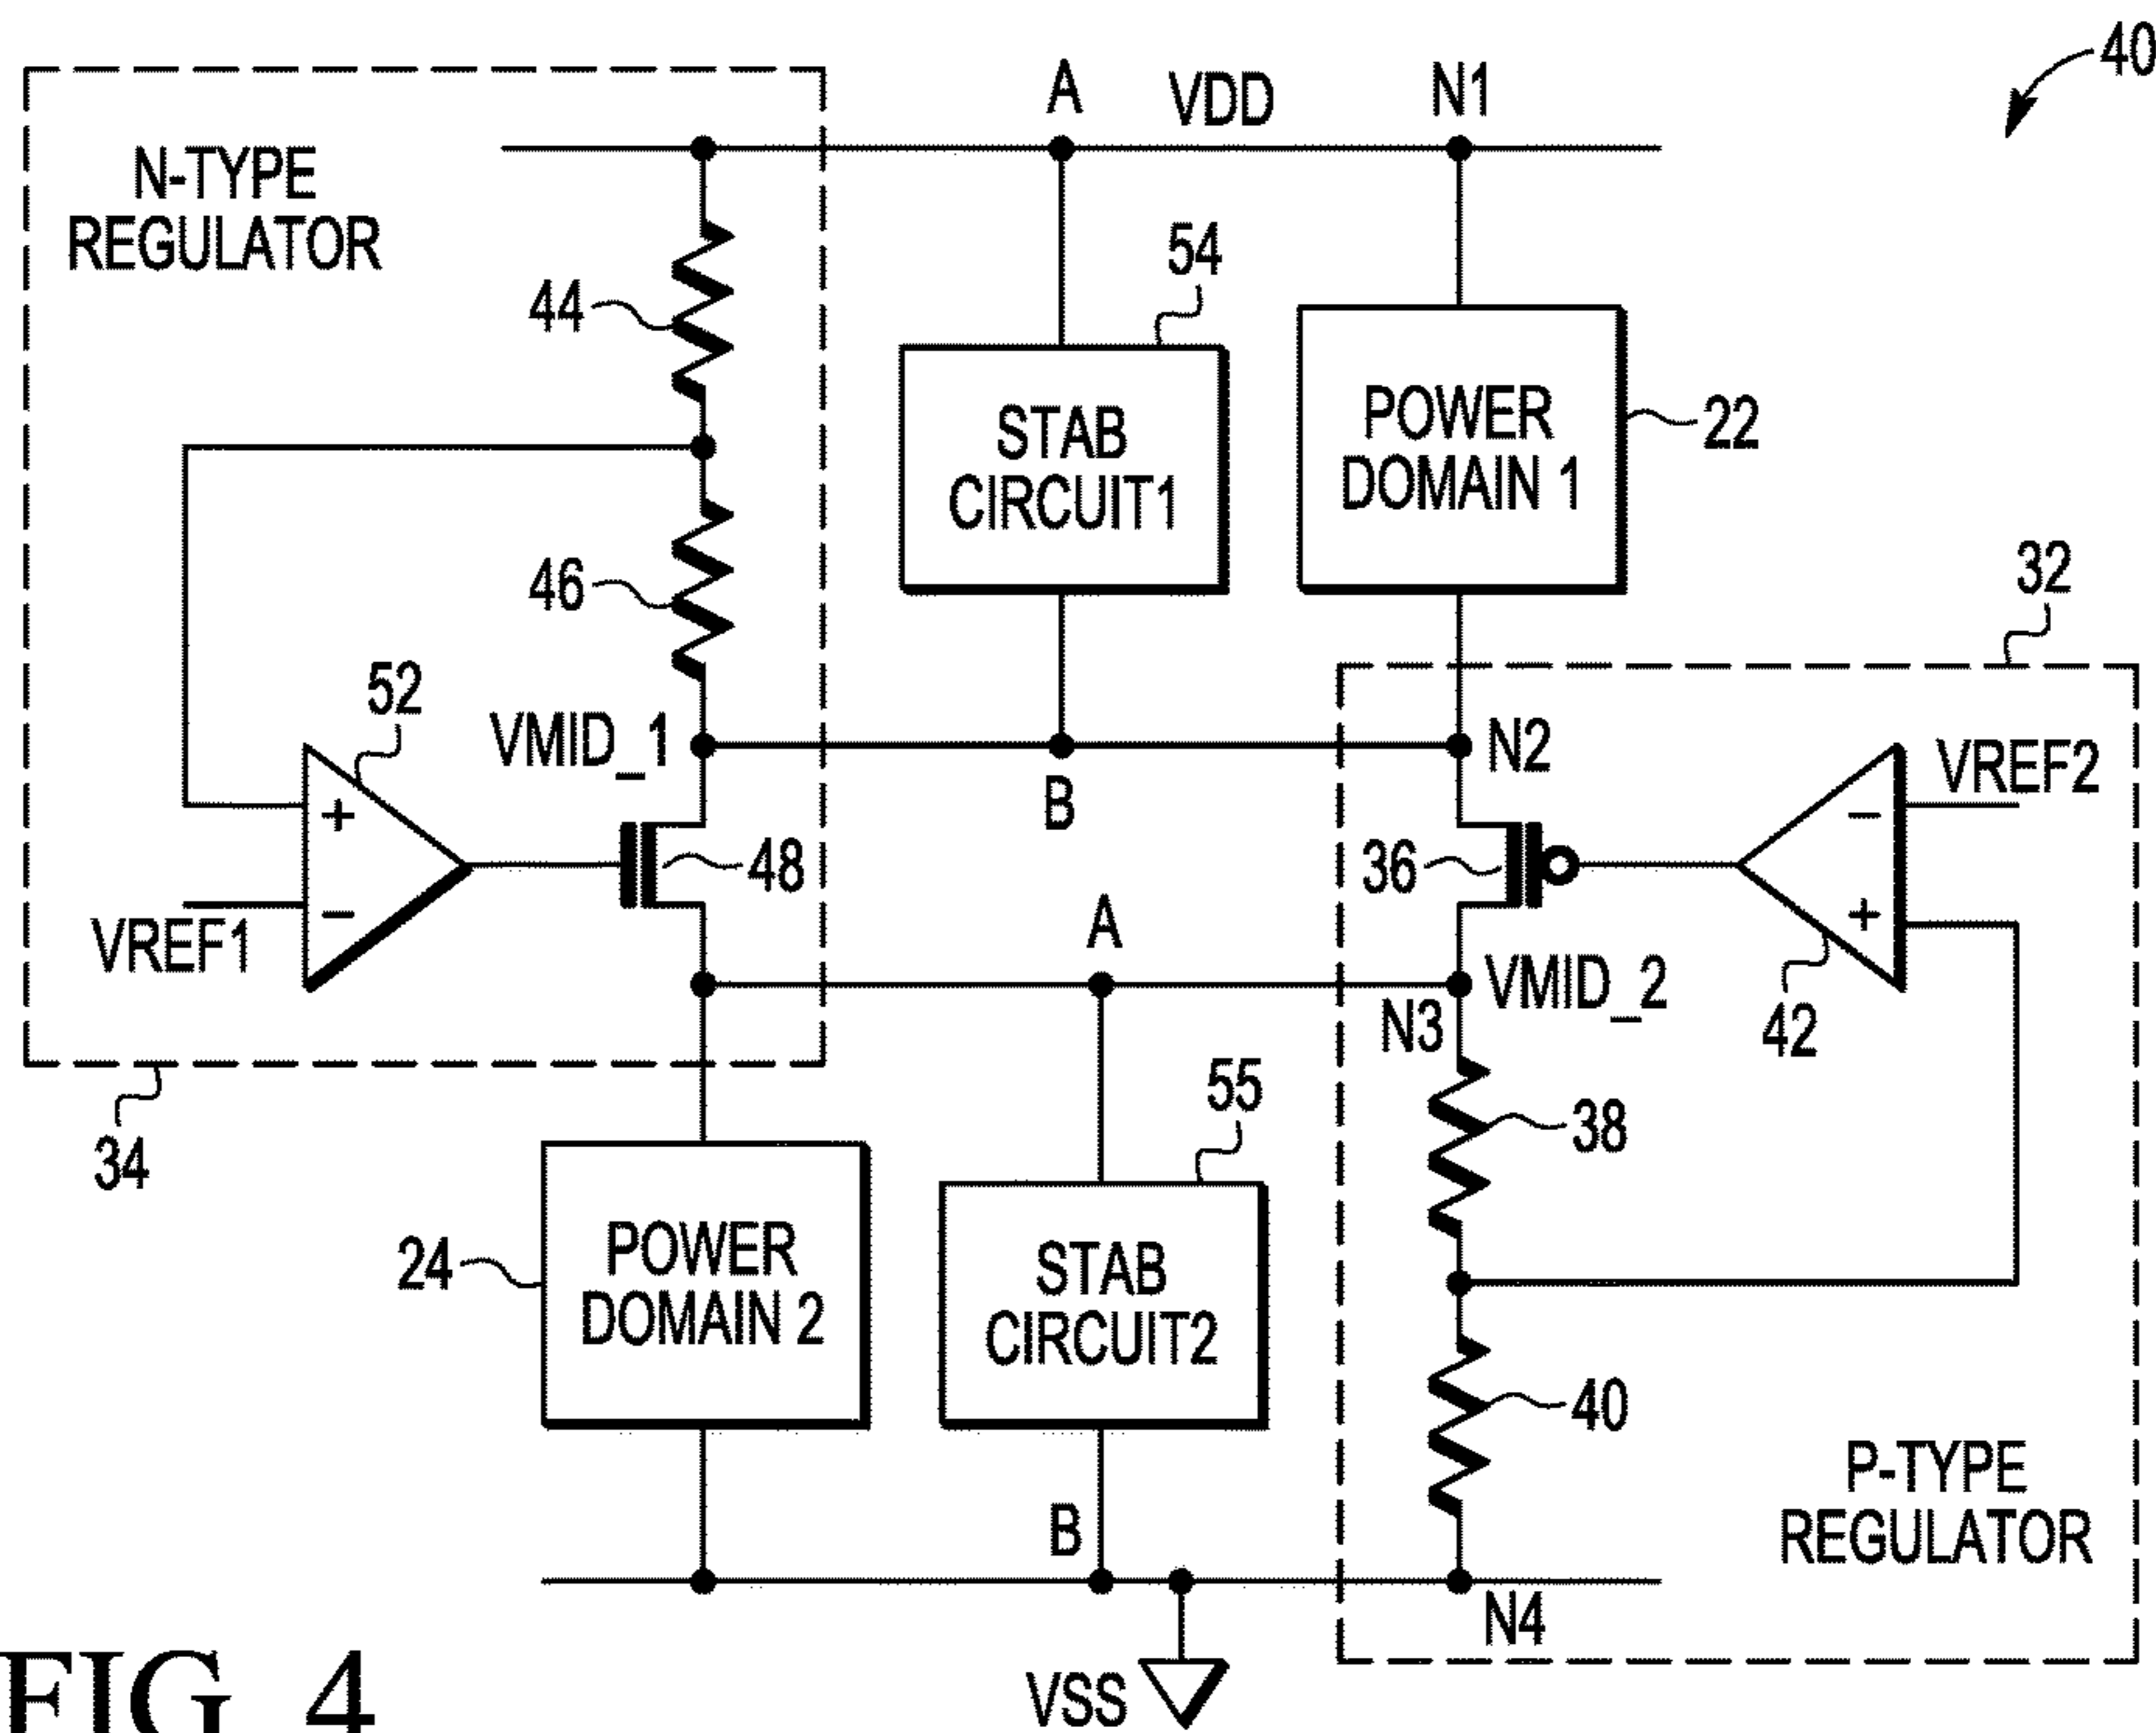 40
A
VDD
N1
N-TYPE
REGULATOR
44
54
STAB
CIRCUIT1
POWER
DOMAIN 1
22
46
32
52
VMID_1
N2
VREF2
B
+
-
48
36
-
+
VREF1
A
VMID_2
N3
42
34
55
38
24
POWER
DOMAIN 2
STAB
CIRCUIT2
40
B
P-TYPE
REGULATOR
N4
VSS
FIG. 4